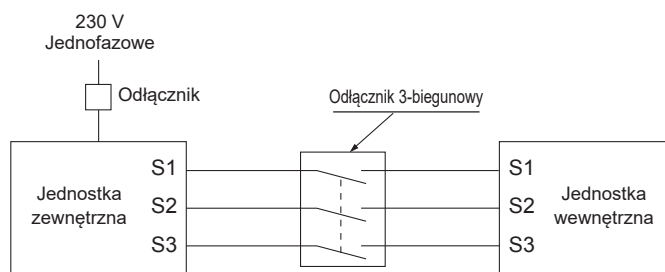 230 V
Jednofazowe
Odłącznik
Odłącznik 3-biegunowy
Jednostka
zewnętrzna
S1
S2
S3
S1
S2
S3
Jednostka
wewnętrzna